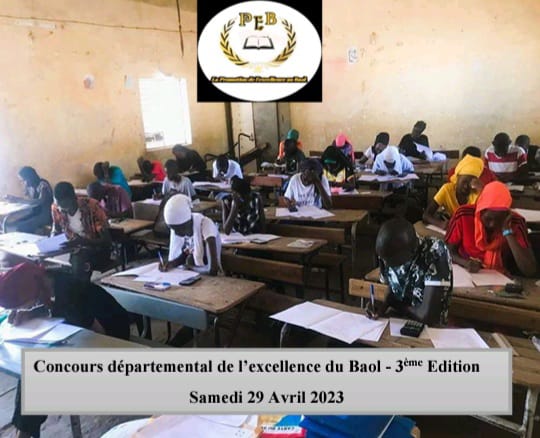 PEB
La Promotion de l'excellence au Baol
Concours départemental de l'excellence du Baol - 3ème Edition
Samedi 29 Avril 2023